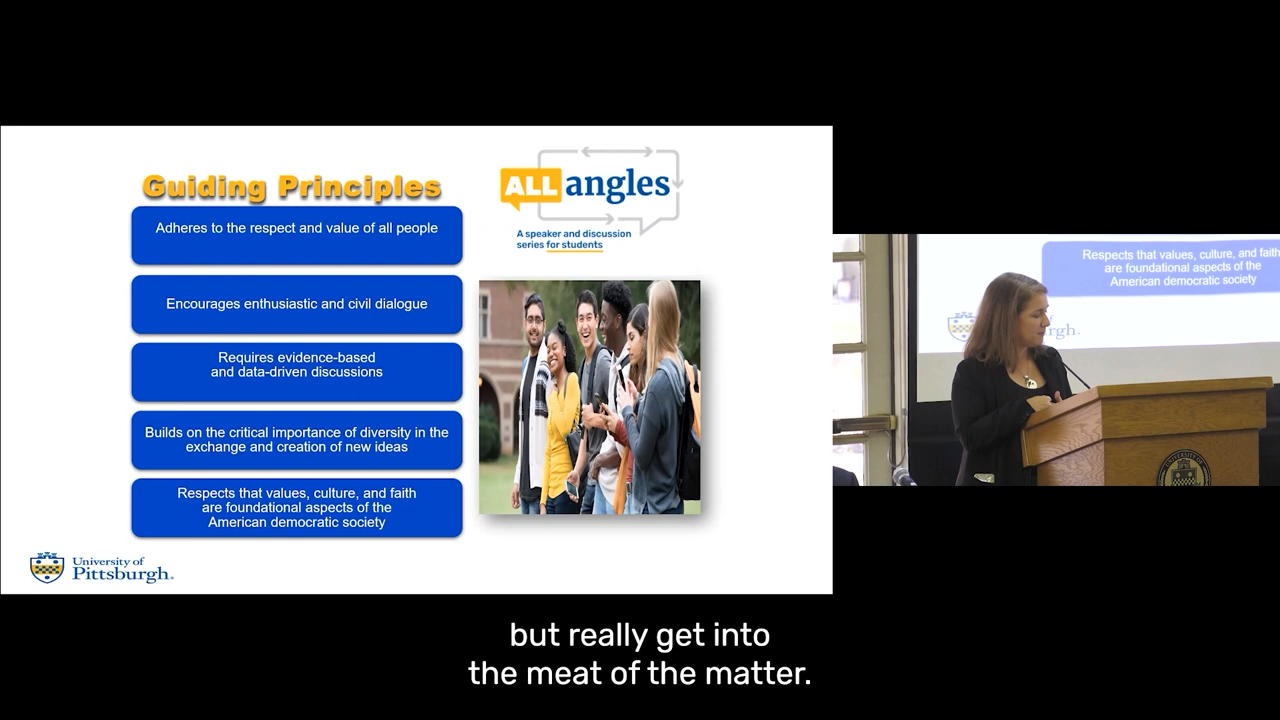 Guiding Principles
Adheres to the respect and value of all people
Encourages enthusiastic and civil dialogue
Requires evidence-based
and data-driven discussions
Builds on the critical importance of diversity in the
exchange and creation of new ideas
Respects that values, culture, and faith
are foundational aspects of the
American democratic society
University of
Pittsburgh®
ALL angles
A speaker and discussion
series for students
Respects that values, culture, and faith
are foundational aspects of the
American democratic society
of
rgh.
UNIVERSITY OF
but really get into
the meat of the matter.